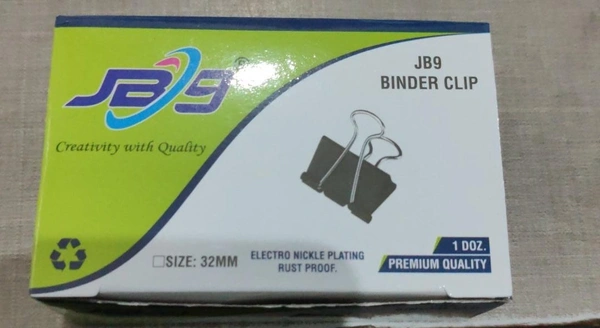 JB9®
Creativity with Quality
JB9
BINDER CLIP
SIZE: 32MM
ELECTRO NICKLE PLATING
RUST PROOF.
1 DOZ.
PREMIUM QUALITY